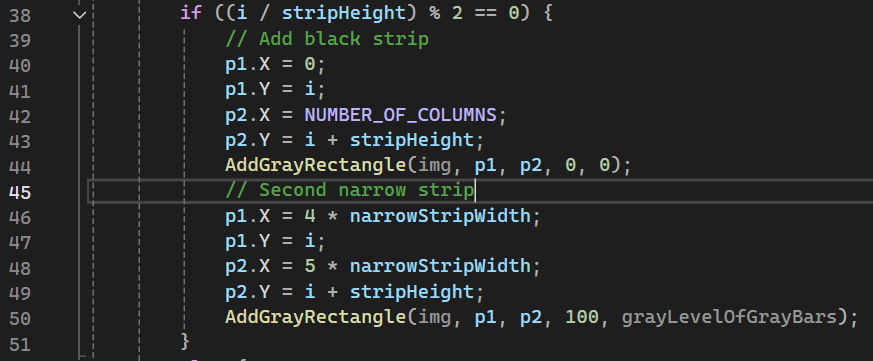 38 if ((i / stripHeight) % 2 == 0) {
39 // Add black strip
40 p1.X = 0;
41 p1.Y = i;
42 p2.X = NUMBER_OF_COLUMNS;
43 p2.Y = i + stripHeight;
44 AddGrayRectangle(img, p1, p2, 0, 0);
45 // Second narrow strip
46 p1.X = 4 * narrowStripWidth;
47 p1.Y = i;
48 p2.X = 5 * narrowStripWidth;
49 p2.Y = i + stripHeight;
50 AddGrayRectangle(img, p1, p2, 100, grayLevelOfGrayBars);
51 }